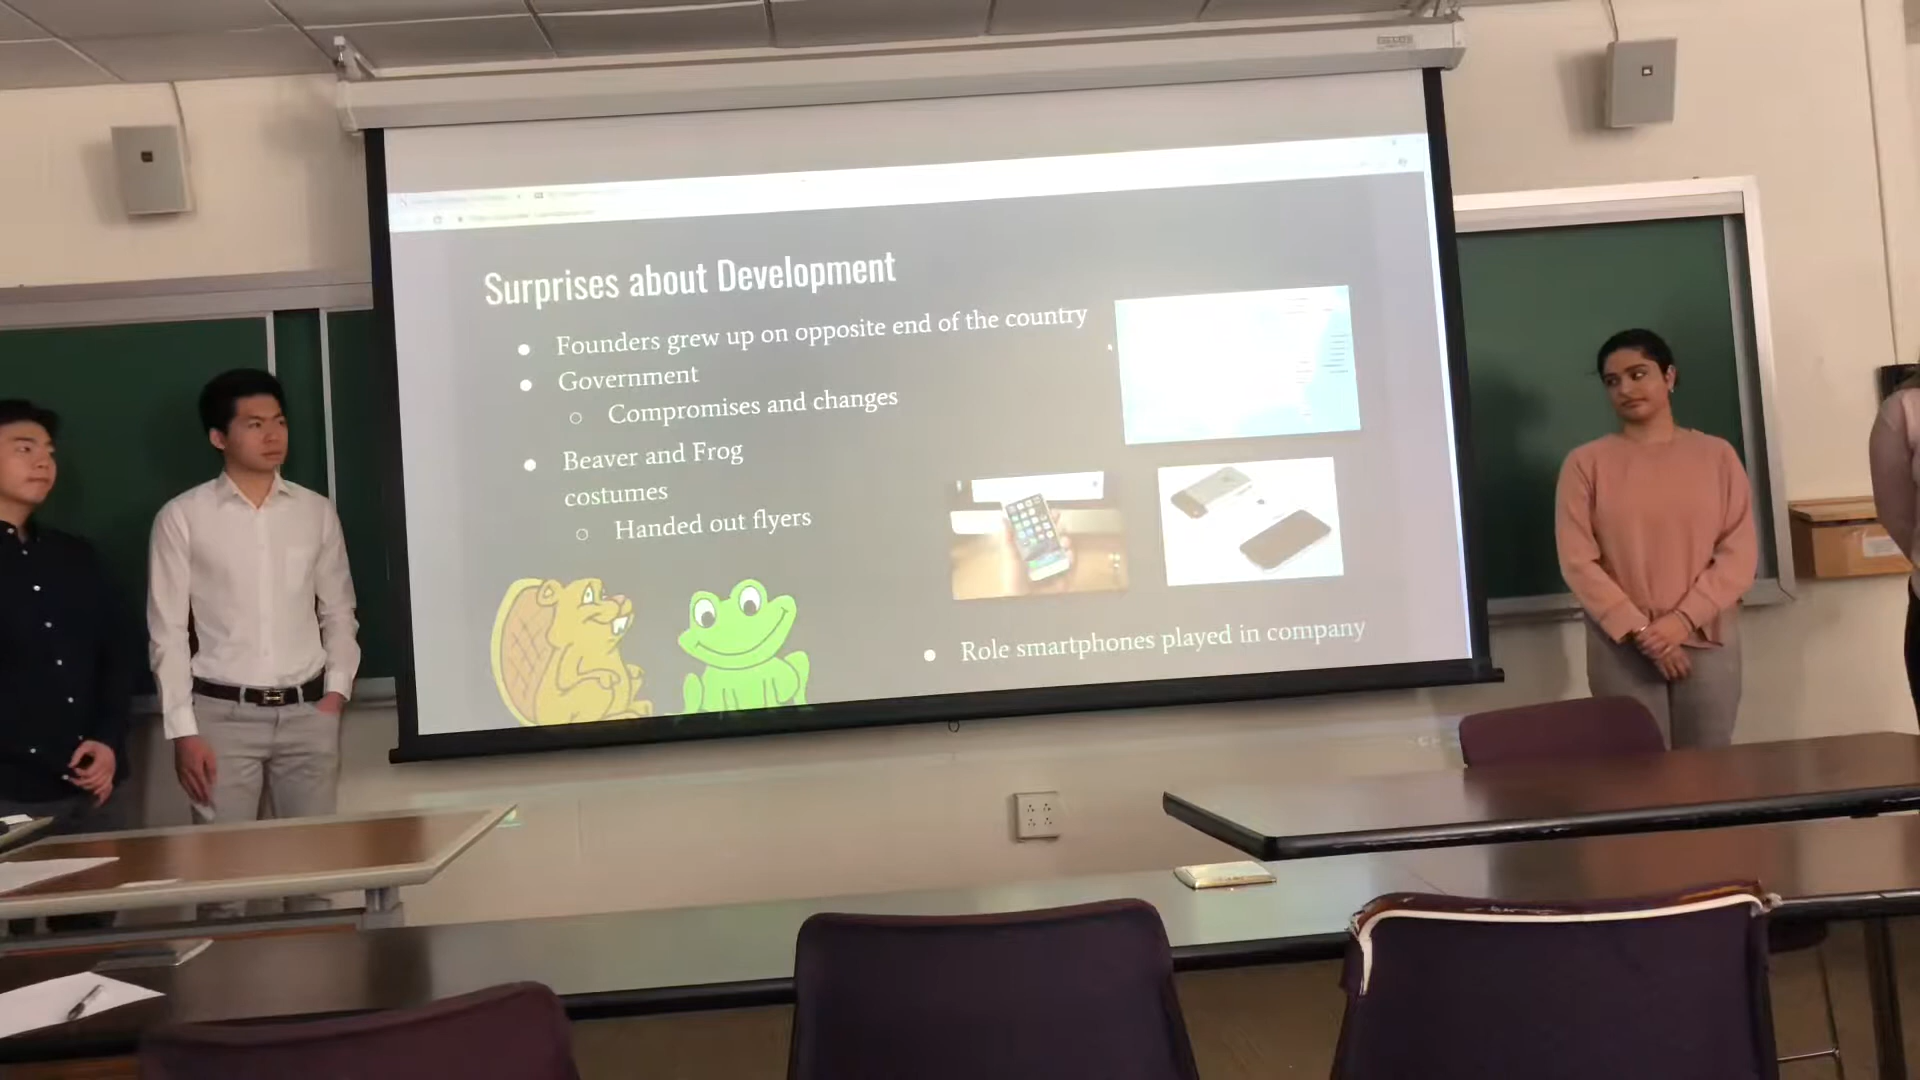 Surprises about Development
● Founders grew up on opposite end of the country
● Government
○ Compromises and changes
● Beaver and Frog
costumes
○ Handed out flyers
● Role smartphones played in company